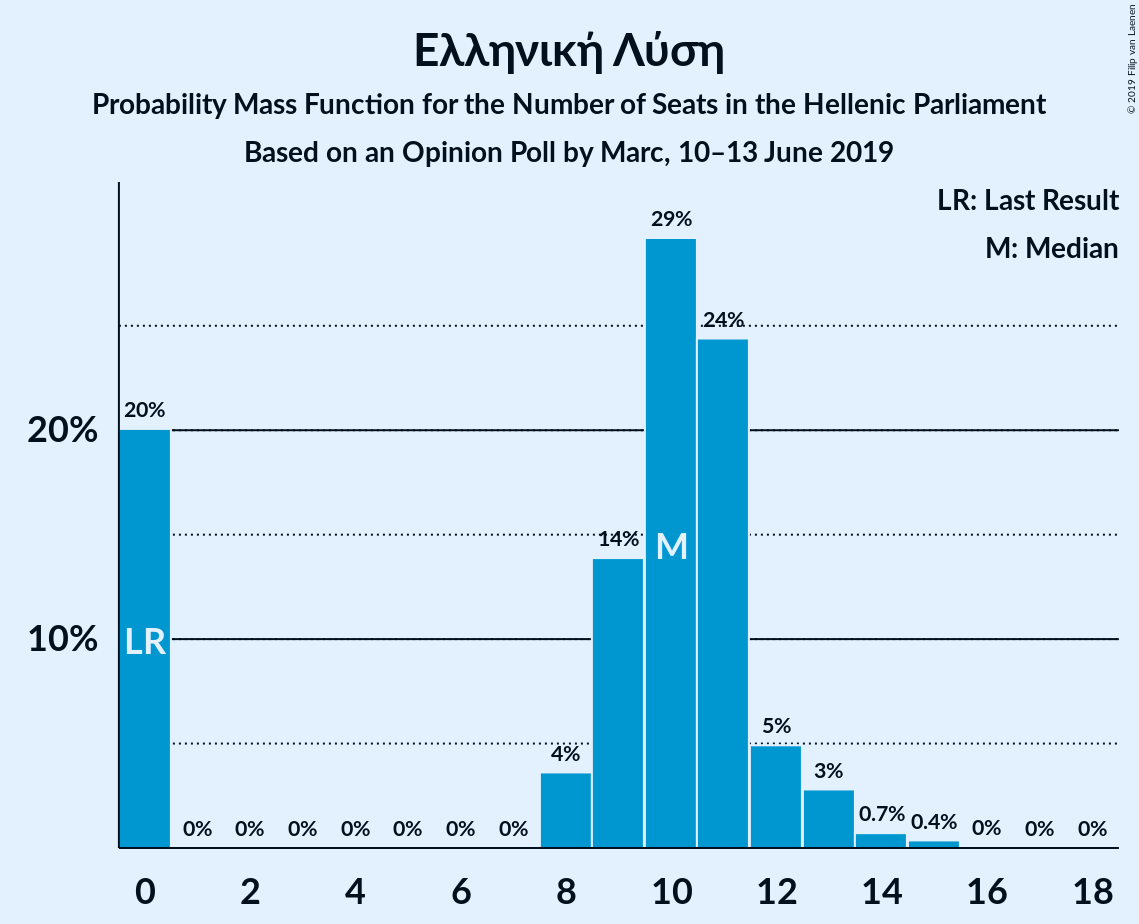 Ελληνική Λύση
Probability Mass Function for the Number of Seats in the Hellenic Parliament
Based on an Opinion Poll by Marc, 10–13 June 2019
© 2019 Filip van Laenen
LR: Last Result
M: Median
29%
24%
20%
20%
14%
M
10%
LR
5%
4%
3%
0.7%
0.4%
0% 0% 0% 0% 0% 0% 0% 0% 0% 0%
0 2 4 6 8 10 12 14 16 18